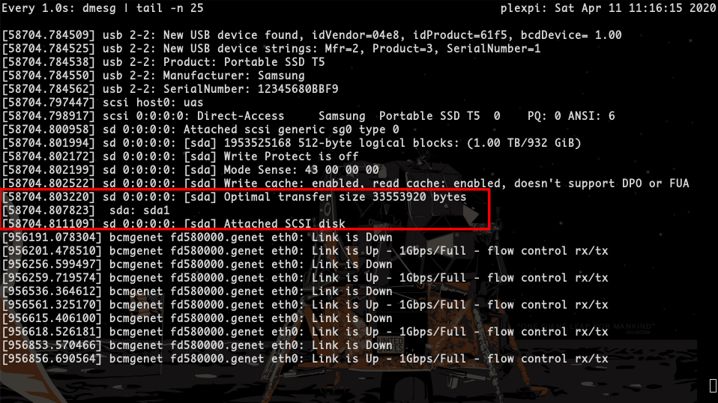 Every 1.0s: dmesg | tail -n 25 plexpi: Sat Apr 11 11:16:15 2020
[58704.784509] usb 2-2: New USB device found, idVendor=04e8, idProduct=61f5, bcdDevice= 1.00
[58704.784525] usb 2-2: New USB device strings: Mfr=2, Product=3, SerialNumber=1
[58704.784538] usb 2-2: Product: Portable SSD T5
[58704.784550] usb 2-2: Manufacturer: Samsung
[58704.784562] usb 2-2: SerialNumber: 12345680BBF9
[58704.797447] scsi host0: uas
[58704.798917] scsi 0:0:0:0: Direct-Access Samsung Portable SSD T5 0 PQ: 0 ANSI: 6
[58704.800958] sd 0:0:0:0: Attached scsi generic sg0 type 0
[58704.801994] sd 0:0:0:0: [sda] 1953525168 512-byte logical blocks: (1.00 TB/932 GiB)
[58704.802172] sd 0:0:0:0: [sda] Write Protect is off
[58704.802199] sd 0:0:0:0: [sda] Mode Sense: 43 00 00 00
[58704.802522] sd 0:0:0:0: [sda] Write cache: enabled, read cache: enabled, doesn't support DPO or FUA
[58704.803220] sd 0:0:0:0: [sda] Optimal transfer size 33553920 bytes
[58704.807823] sda: sda1
[58704.811109] sd 0:0:0:0: [sda] Attached SCSI disk
[956191.078304] bcmgenet fd580000.genet eth0: Link is Down
[956201.478510] bcmgenet fd580000.genet eth0: Link is Up - 1Gbps/Full - flow control rx/tx
[956256.599497] bcmgenet fd580000.genet eth0: Link is Down
[956259.719574] bcmgenet fd580000.genet eth0: Link is Up - 1Gbps/Full - flow control rx/tx
[956536.364612] bcmgenet fd580000.genet eth0: Link is Down
[956561.325170] bcmgenet fd580000.genet eth0: Link is Up - 1Gbps/Full - flow control rx/tx
[956615.406100] bcmgenet fd580000.genet eth0: Link is Down
[956618.526181] bcmgenet fd580000.genet eth0: Link is Up - 1Gbps/Full - flow control rx/tx
[956853.570466] bcmgenet fd580000.genet eth0: Link is Down
[956856.690564] bcmgenet fd580000.genet eth0: Link is Up - 1Gbps/Full - flow control rx/tx